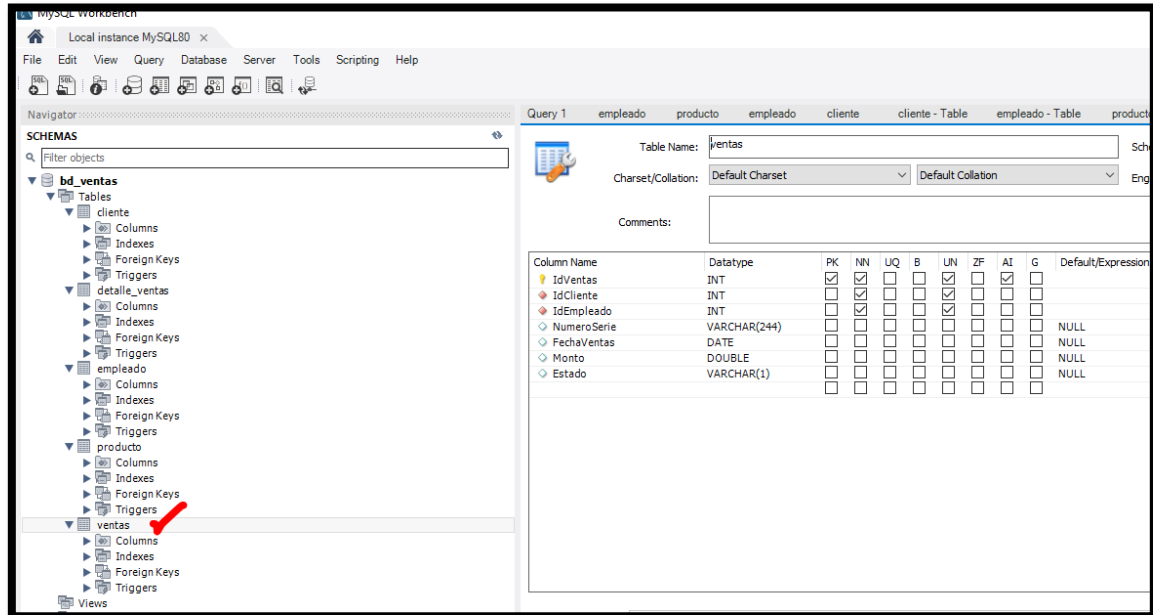 MySQL Workbench
Local instance MySQL80 ×
File Edit View Query Database Server Tools Scripting Help
Navigator
Query 1 empleado producto empleado cliente cliente - Table empleado - Table product
SCHEMAS
Filter objects
bd_ventas
Tables
cliente
Columns
Indexes
Foreign Keys
Triggers
detalle_ventas
Columns
Indexes
Foreign Keys
Triggers
empleado
Columns
Indexes
Foreign Keys
Triggers
producto
Columns
Indexes
Foreign Keys
Triggers
ventas
Columns
Indexes
Foreign Keys
Triggers
Views
Table Name: ventas Sch
Charset/Collation: Default Charset Default Collation Eng
Comments:
Column Name Datatype PK NN UQ B UN ZF AI G Default/Expression
IdVentas INT
IdCliente INT
IdEmpleado INT
NumeroSerie VARCHAR(244) NULL
FechaVentas DATE NULL
Monto DOUBLE NULL
Estado VARCHAR(1) NULL